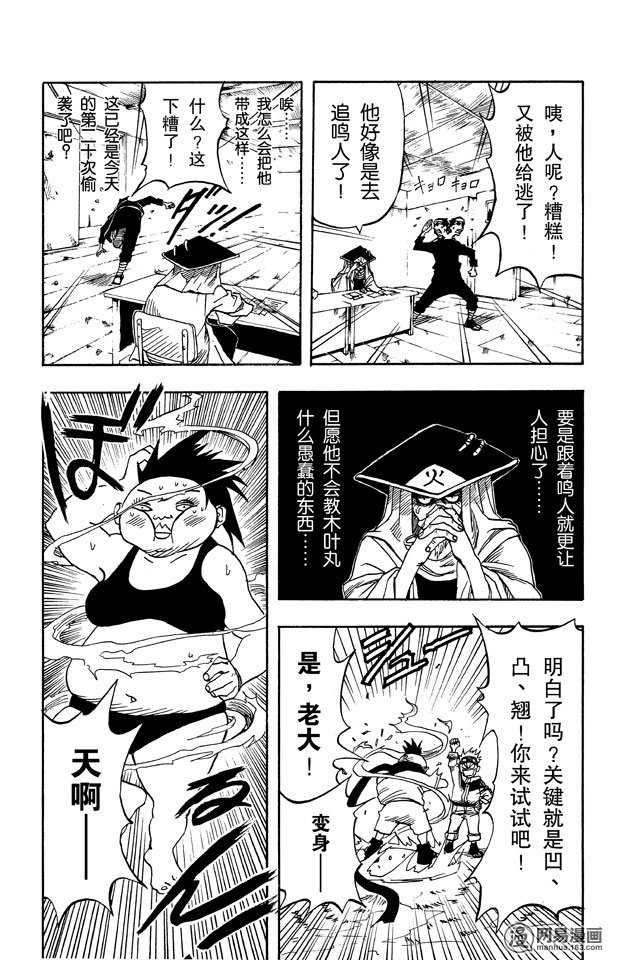 咦，人呢？糟糕！
又被他给逃了！
キョロ
キョロ
他好像是去
追鸣人了！
唉……
我怎么会把他
带成这样……
什么？这
下糟了！
这已经是今天
的第二十次偷
袭了吧？
要是跟着鸣人就更让
人担心了……
火
但愿他不会教木叶丸
什么愚蠢的东西……
明白了吗？关键就是凹、
凸、翘！你来试试吧！
是，老大！
变身——
天啊——
网易漫画
manhua.163.com